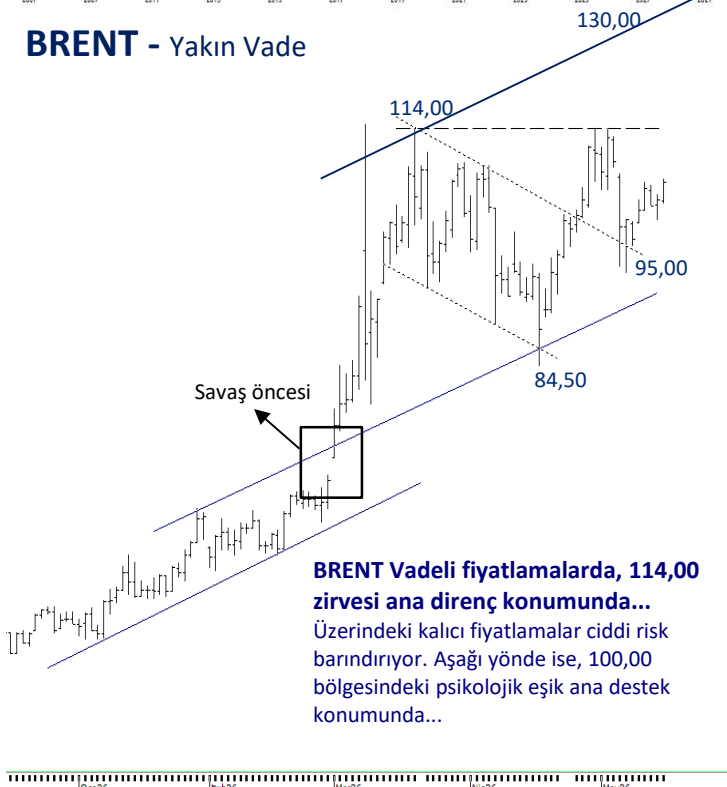 BRENT - Yakın Vade
130,00
114,00
95,00
84,50
Savaş öncesi
BRENT Vadeli fiyatlamalarda, 114,00
zirvesi ana direnç konumunda...
Üzerindeki kalıcı fiyatlamalar ciddi risk
barındırıyor. Aşağı yönde ise, 100,00
bölgesindeki psikolojik eşik ana destek
konumunda...